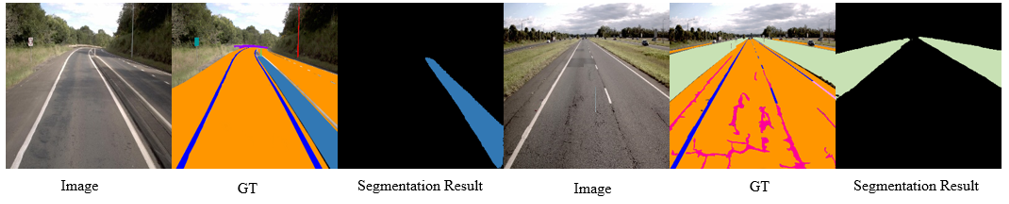 Image
GT
Segmentation Result
Image
GT
Segmentation Result